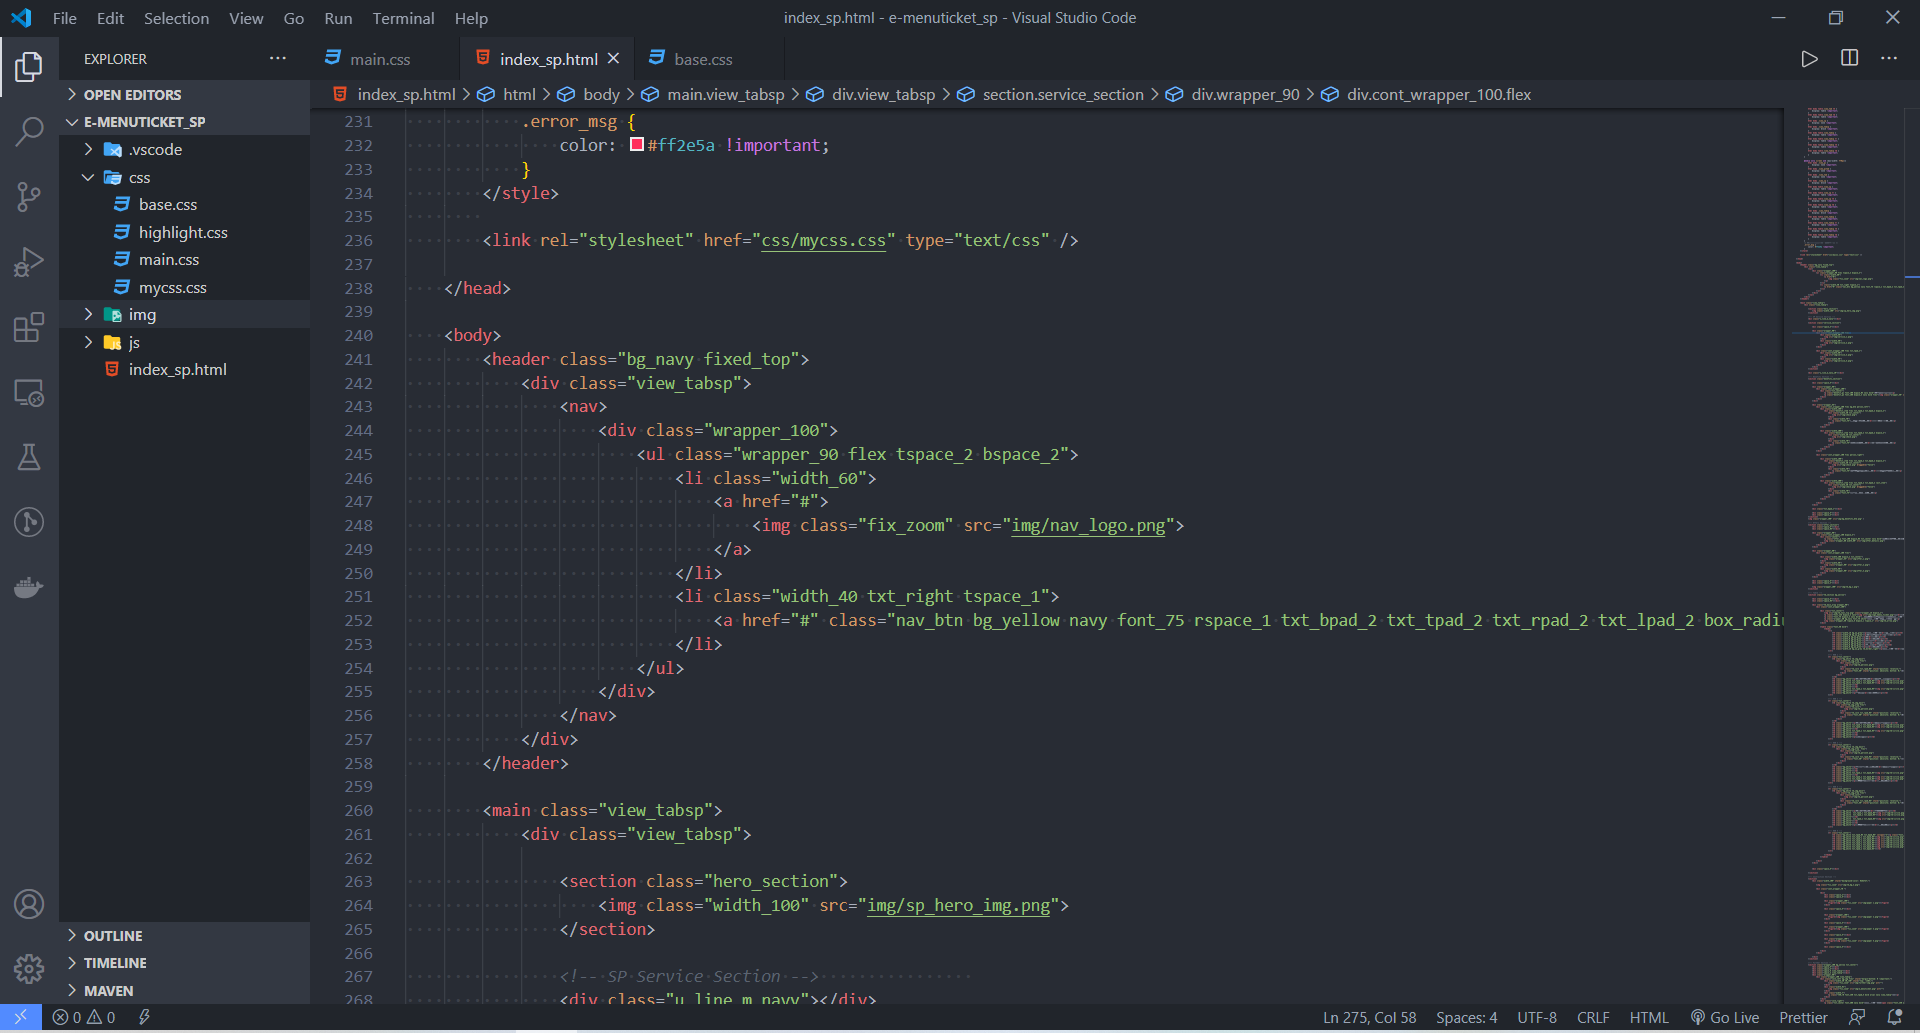 File Edit Selection View Go Run Terminal Help
index_sp.html - e-menuticket_sp - Visual Studio Code
EXPLORER
OPEN EDITORS
E-MENUTICKET_SP
.vscode
css
base.css
highlight.css
main.css
mycss.css
img
js
index_sp.html
OUTLINE
TIMELINE
MAVEN
main.css
index_sp.html
base.css
index_sp.html > html > body > main.view_tabsp > div.view_tabsp > section.service_section > div.wrapper_90 > div.cont_wrapper_100.flex
231 .error_msg {
232 color: #ff2e5a !important;
233 }
234 </style>
235
236 <link rel="stylesheet" href="css/mycss.css" type="text/css" />
237
238 </head>
239
240 <body>
241 <header class="bg_navy fixed_top">
242 <div class="view_tabsp">
243 <nav>
244 <div class="wrapper_100">
245 <ul class="wrapper_90 flex tspace_2 bspace_2">
246 <li class="width_60">
247 <a href="#">
248 <img class="fix_zoom" src="img/nav_logo.png">
249 </a>
250 </li>
251 <li class="width_40 txt_right tspace_1">
252 <a href="#" class="nav_btn bg_yellow navy font_75 rspace_1 txt_bpad_2 txt_tpad_2 txt_rpad_2 txt_lpad_2 box_radi
253 </li>
254 </ul>
255 </div>
256 </nav>
257 </div>
258 </header>
259
260 <main class="view_tabsp">
261 <div class="view_tabsp">
262
263 <section class="hero_section">
264 <img class="width_100" src="img/sp_hero_img.png">
265 </section>
266
267 <!-- SP Service Section -->
268 <div class="u_line_m_navy"></div>
0 0
Ln 275, Col 58 Spaces: 4 UTF-8 CRLF HTML Go Live Prettier